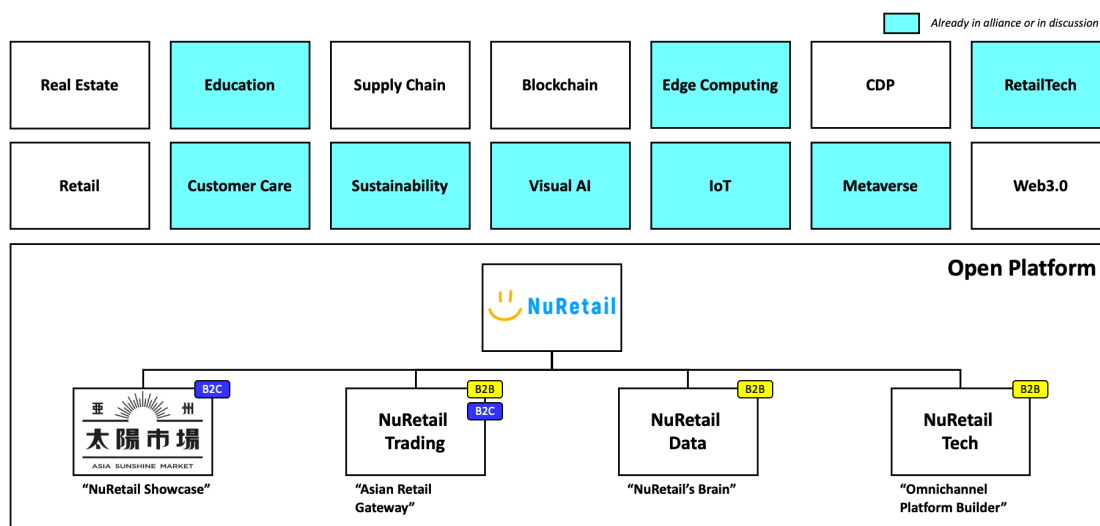 Already in alliance or in discussion
Real Estate
Education
Supply Chain
Blockchain
Edge Computing
CDP
RetailTech
Retail
Customer Care
Sustainability
Visual AI
IoT
Metaverse
Web3.0
Open Platform
NuRetail
B2C
亜 州
太陽市場
ASIA SUNSHINE MARKET
“NuRetail Showcase”
B2B
B2C
NuRetail
Trading
“Asian Retail
Gateway”
B2B
NuRetail
Data
“NuRetail’s Brain”
B2B
NuRetail
Tech
“Omnichannel
Platform Builder”